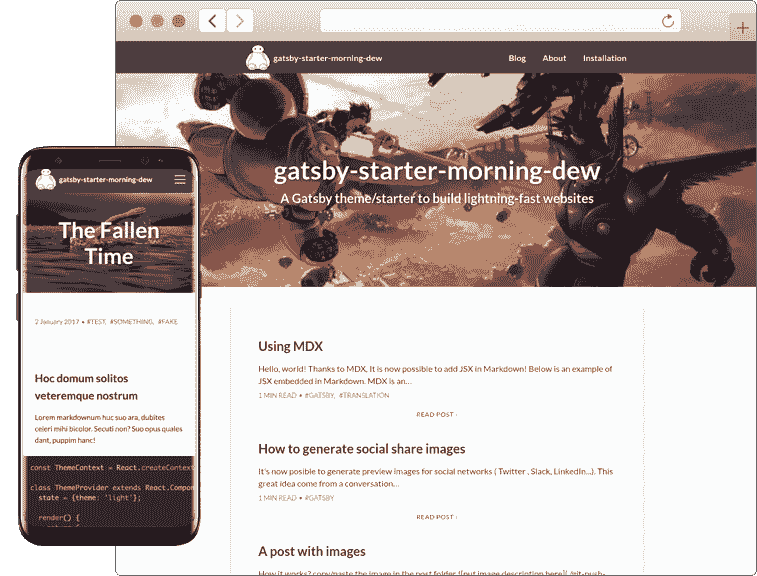 gatsby-starter-morning-dew
Blog About Installation
gatsby-starter-morning-dew
A Gatsby theme/starter to build lightning-fast websites
Using MDX
Hello, world! Thanks to MDX, It is now possible to add JSX in Markdown! Below is an example of
JSX embedded in Markdown. MDX is an...
1 MIN READ • #GATSBY, #TRANSLATION
READ POST ›
How to generate social share images
It's now posible to generate preview images for social networks ( Twitter , Slack, LinkedIn...). This
great idea come from a conversation...
1 MIN READ • #GATSBY
READ POST ›
A post with images
How it works? copy/paste the image in the post folder ![put image description here](
gatsby-starter-morning-dew
The Fallen
Time
2 January 2017 • #TEST, #SOMETHING, #FAKE
Hoc domum solitos
veteremque nostrum
Lorem markdownum huc suo ara, dubites
celeri mihi bicolor. Secuti non? Suo opus quales
dant, puppim hanc!
const ThemeContext = React.createContext
class ThemeProvider extends React.Compon
state = {theme: 'light'};
render() {